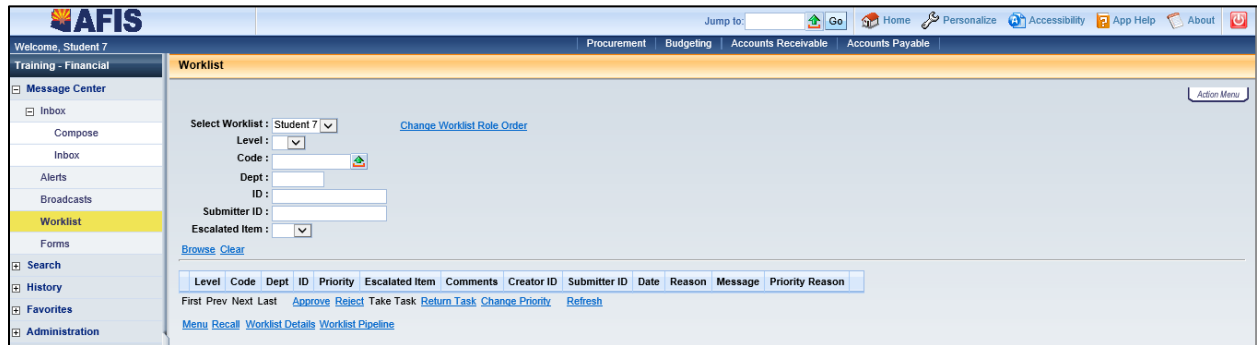 AFIS
Jump to: Go Home Personalize Accessibility App Help About
Welcome, Student 7
Procurement Budgeting Accounts Receivable Accounts Payable
Training - Financial
Worklist
Message Center
Action Menu
Inbox
Compose
Inbox
Alerts
Broadcasts
Worklist
Forms
Search
History
Favorites
Administration
Select Worklist : Student 7
Change Worklist Role Order
Level :
Code :
Dept :
ID :
Submitter ID :
Escalated Item :
Browse Clear
Level Code Dept ID Priority Escalated Item Comments Creator ID Submitter ID Date Reason Message Priority Reason
First Prev Next Last Approve Reject Take Task Return Task Change Priority Refresh
Menu Recall Worklist Details Worklist Pipeline